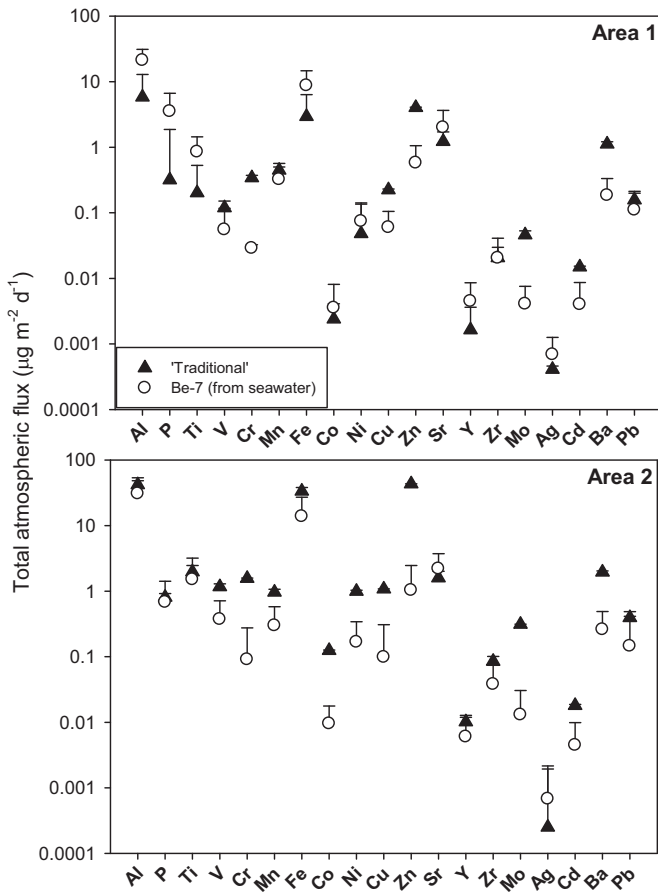 Total atmospheric flux (µg m⁻² d⁻¹)
Area 1
100
10
1
0.1
0.01
0.001
0.0001
'Traditional'
Be-7 (from seawater)
Al P Ti V Cr Mn Fe Co Ni Cu Zn Sr Y Zr Mo Ag Cd Ba Pb
Area 2
100
10
1
0.1
0.01
0.001
0.0001
Al P Ti V Cr Mn Fe Co Ni Cu Zn Sr Y Zr Mo Ag Cd Ba Pb